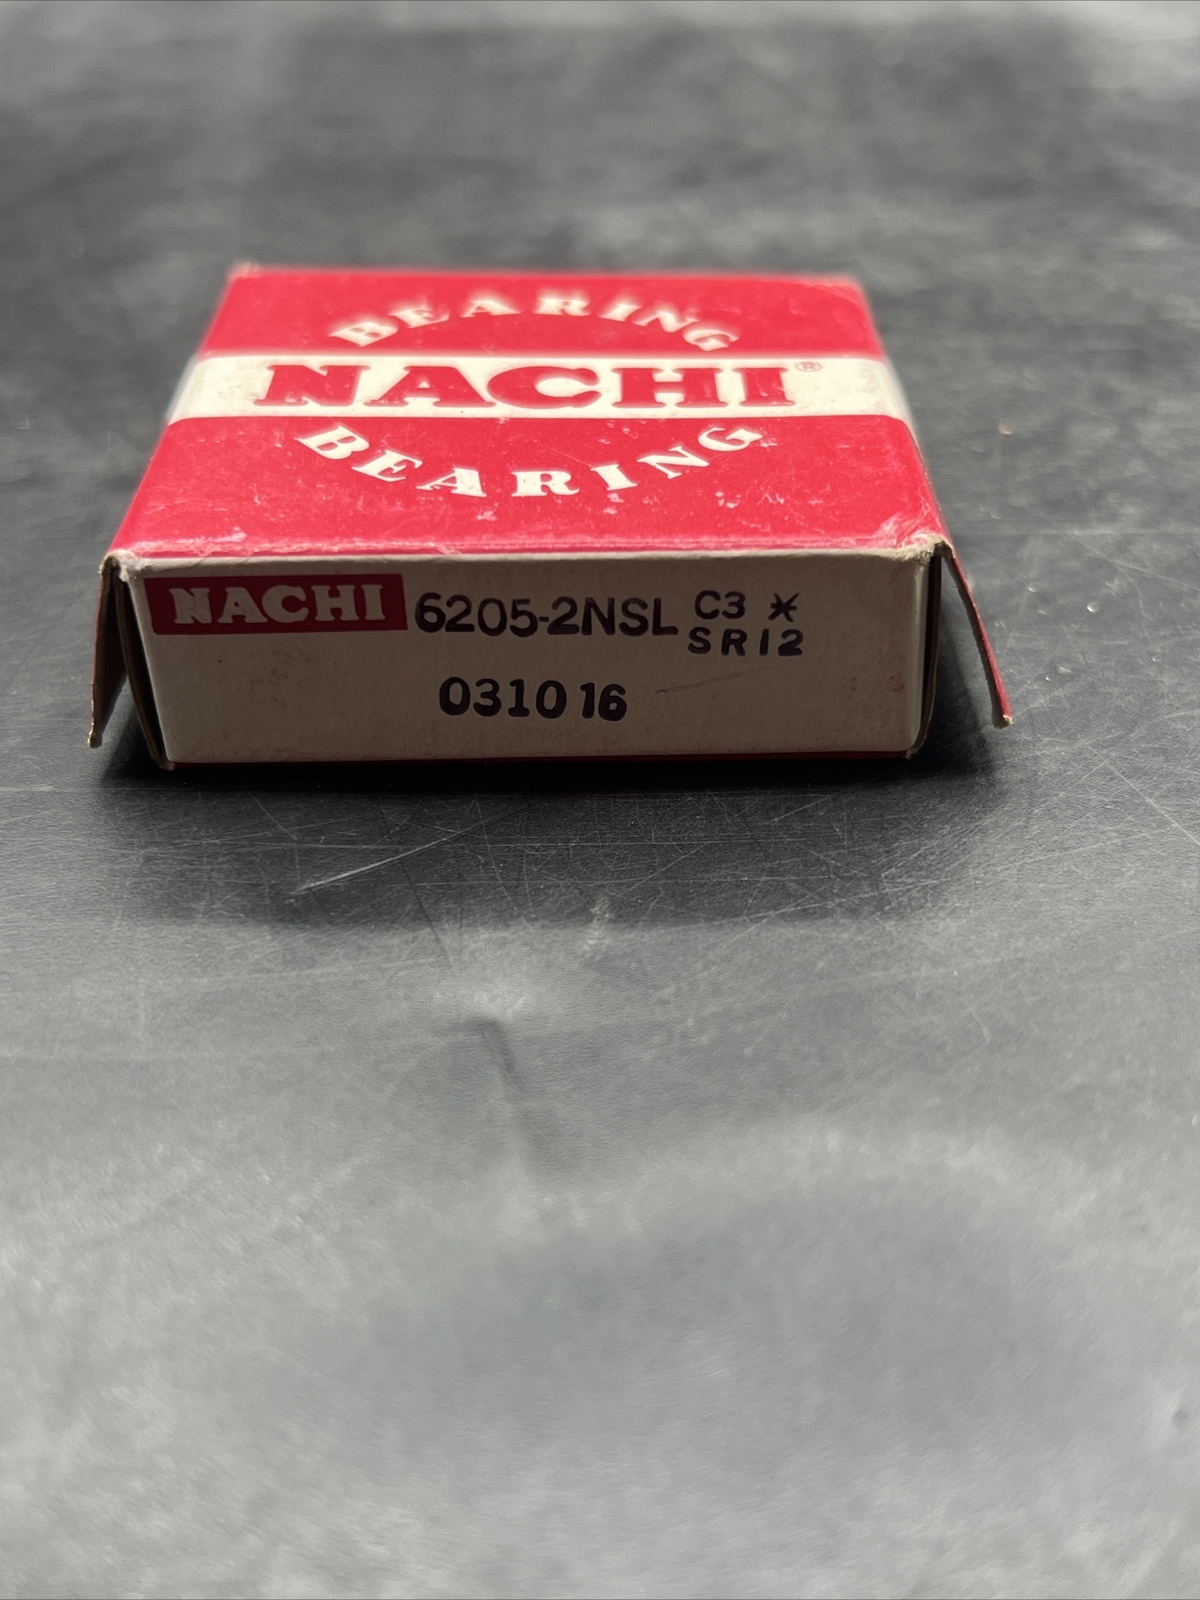 BEARING
NACHI®
BEARING
NACHI 6205-2NSL C3 *
SR12
031016